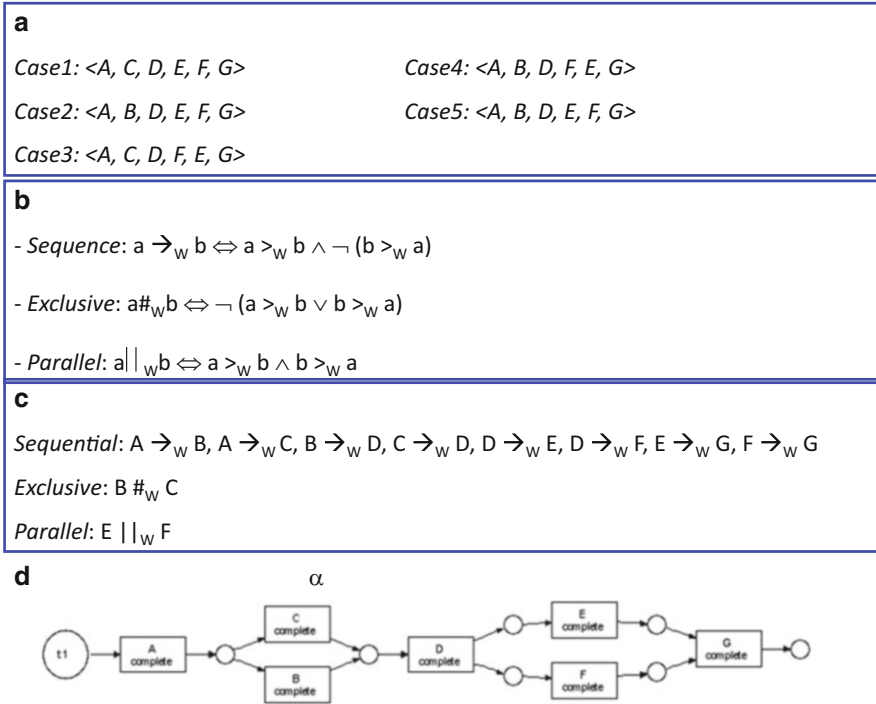 a
Case1: <A, C, D, E, F, G> Case4: <A, B, D, F, E, G>
Case2: <A, B, D, E, F, G> Case5: <A, B, D, E, F, G>
Case3: <A, C, D, F, E, G>
b
- Sequence: a →W b ⇔ a >W b ∧ ¬ (b >W a)
- Exclusive: a#Wb ⇔ ¬ (a >W b ∨ b >W a)
- Parallel: a||Wb ⇔ a >W b ∧ b >W a
c
Sequential: A →W B, A →W C, B →W D, C →W D, D →W E, D →W F, E →W G, F →W G
Exclusive: B #W C
Parallel: E ||W F
d
α
t1
A
complete
C
complete
B
complete
D
complete
E
complete
F
complete
G
complete